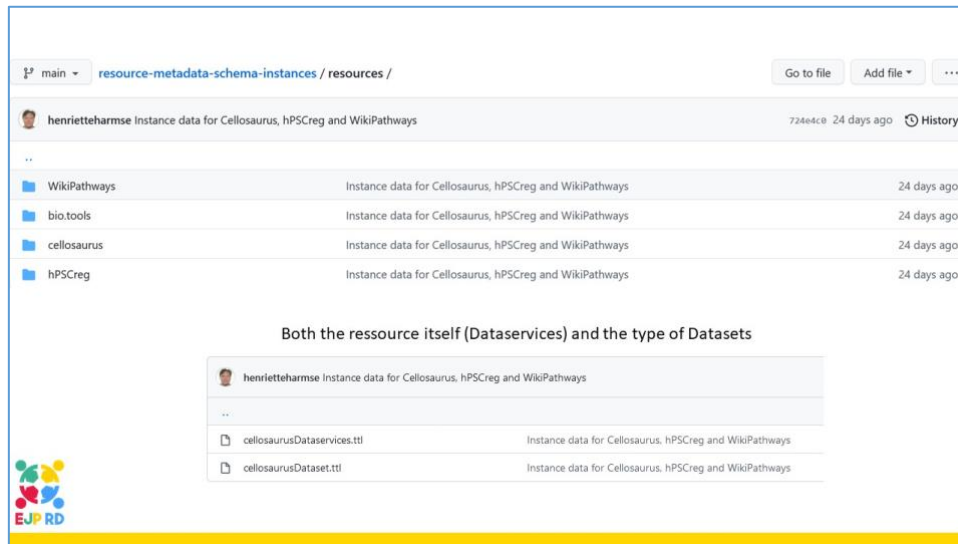 main resource-metadata-schema-instances / resources / Go to file Add file ...
henrietteharmse Instance data for Cellosaurus, hPSCreg and WikiPathways 724e4c0 24 days ago History
..
WikiPathways Instance data for Cellosaurus, hPSCreg and WikiPathways 24 days ago
bio.tools Instance data for Cellosaurus, hPSCreg and WikiPathways 24 days ago
cellosaurus Instance data for Cellosaurus, hPSCreg and WikiPathways 24 days ago
hPSCreg Instance data for Cellosaurus, hPSCreg and WikiPathways 24 days ago
Both the ressource itself (Dataservices) and the type of Datasets
henrietteharmse Instance data for Cellosaurus, hPSCreg and WikiPathways
..
cellosaurusDataservices.ttl Instance data for Cellosaurus, hPSCreg and WikiPathways
cellosaurusDataset.ttl Instance data for Cellosaurus, hPSCreg and WikiPathways
EJP RD